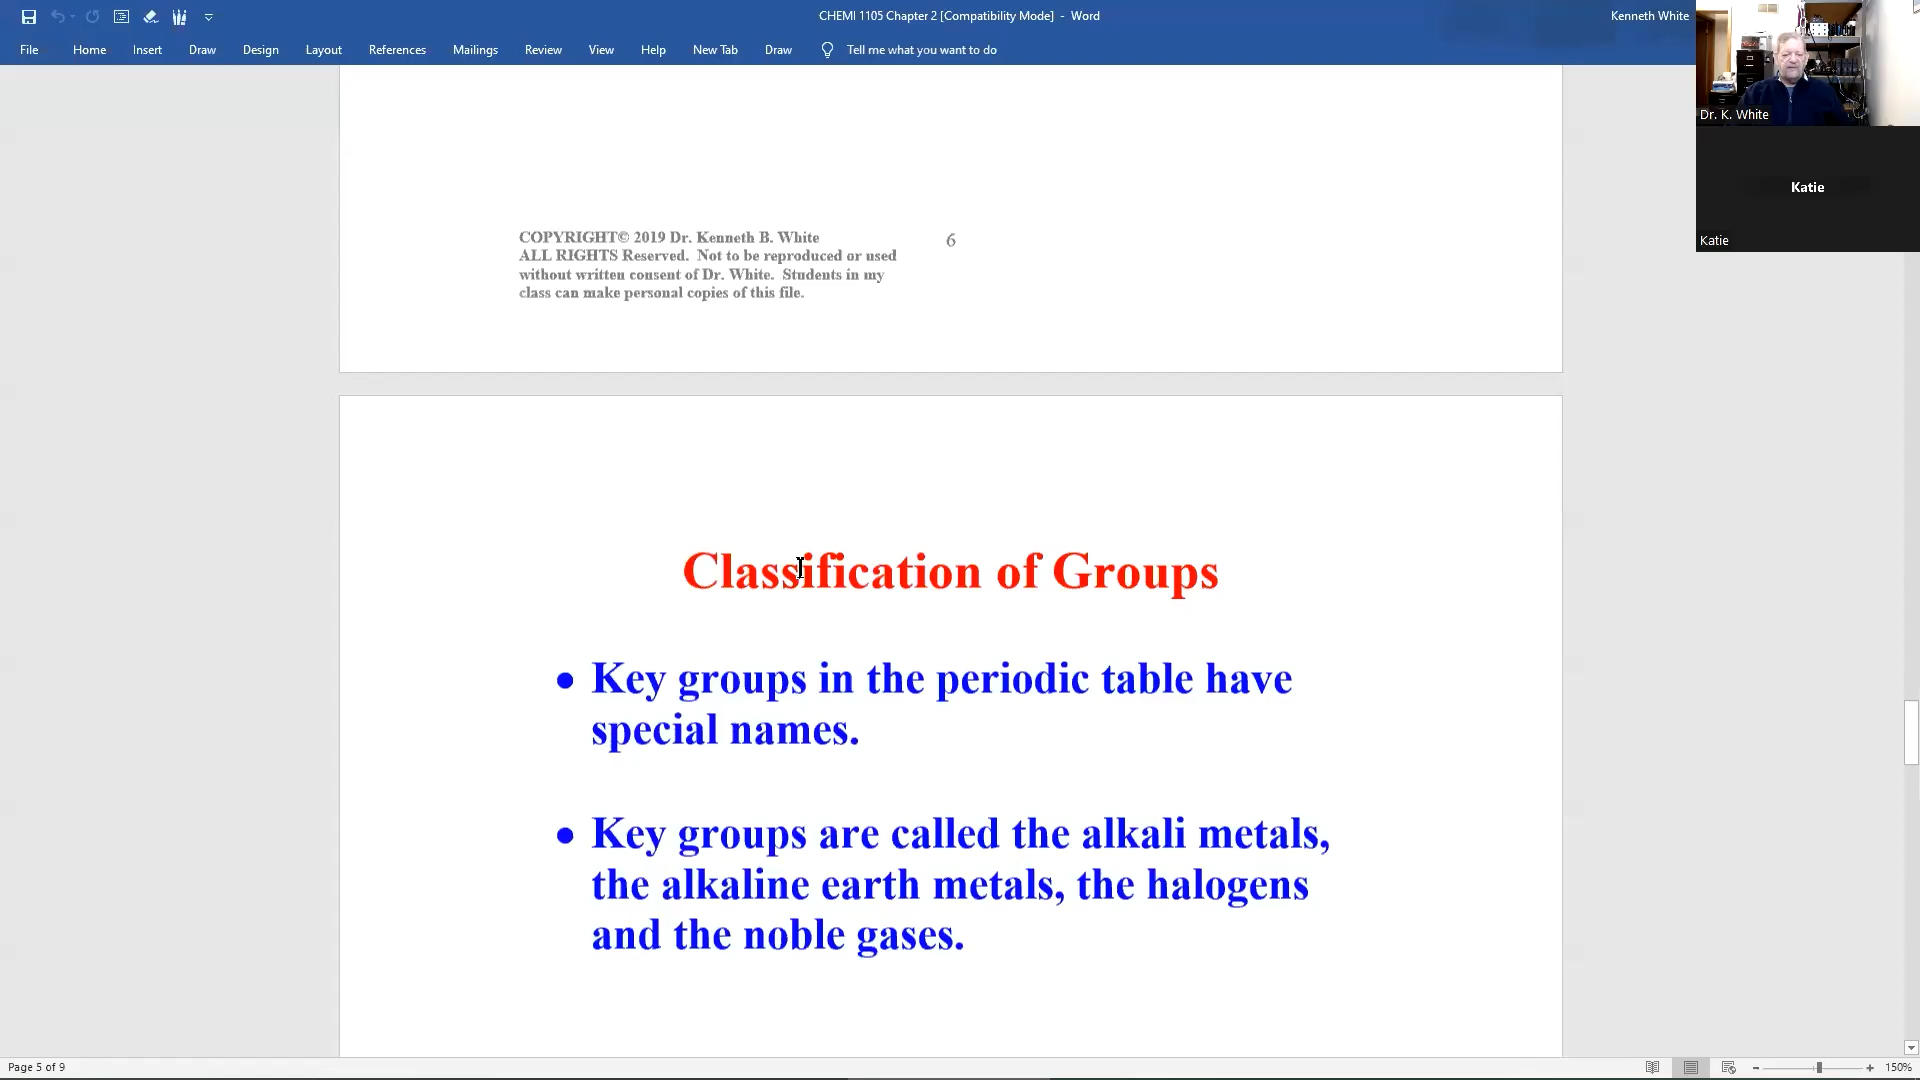 CHEMI 1105 Chapter 2 [Compatibility Mode] - Word
Kenneth White
File Home Insert Draw Design Layout References Mailings Review View Help New Tab Draw Tell me what you want to do
Dr. K. White
Katie
Katie
COPYRIGHT© 2019 Dr. Kenneth B. White
6
ALL RIGHTS Reserved. Not to be reproduced or used
without written consent of Dr. White. Students in my
class can make personal copies of this file.
Classification of Groups
• Key groups in the periodic table have
special names.
• Key groups are called the alkali metals,
the alkaline earth metals, the halogens
and the noble gases.
Page 5 of 9
150%